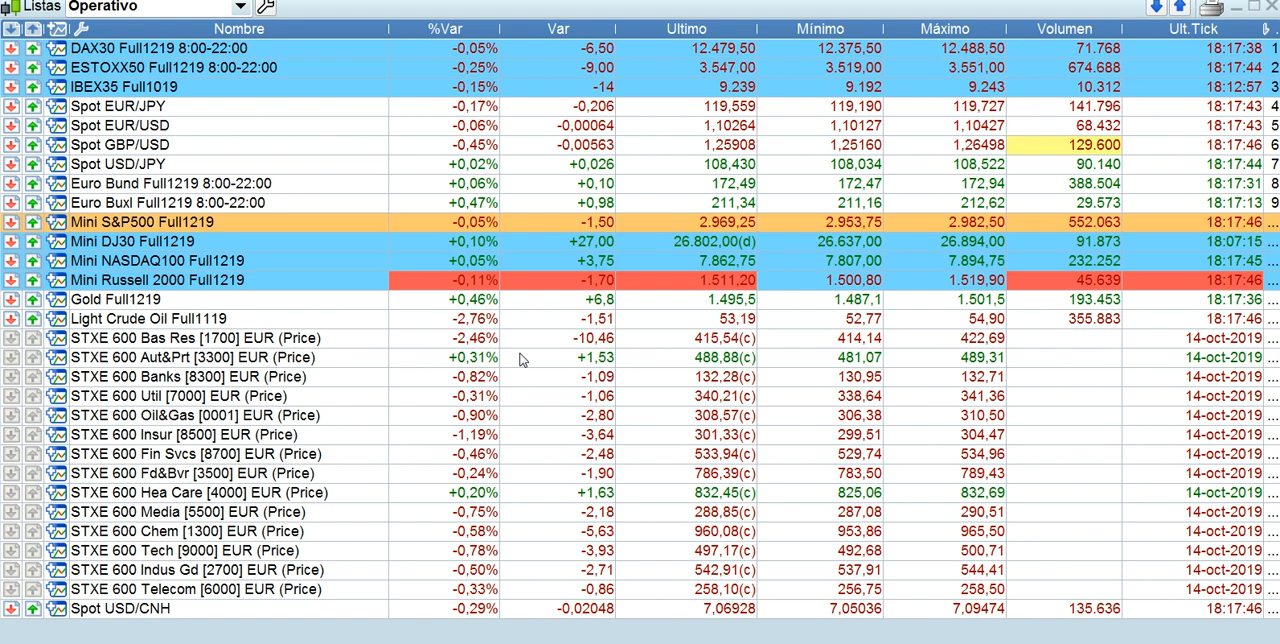 Listas Operativo
Nombre %Var Var Ultimo Mínimo Máximo Volumen Ult.Tick
DAX30 Full1219 8:00-22:00 -0,05% -6,50 12.479,50 12.375,50 12.488,50 71.768 18:17:38 1
ESTOXX50 Full1219 8:00-22:00 -0,25% -9,00 3.547,00 3.519,00 3.551,00 674.688 18:17:44 2
IBEX35 Full1019 -0,15% -14 9.239 9.192 9.243 10.312 18:12:57 3
Spot EUR/JPY -0,17% -0,206 119,559 119,190 119,727 141.796 18:17:43 4
Spot EUR/USD -0,06% -0,00064 1,10264 1,10127 1,10427 68.432 18:17:43 5
Spot GBP/USD -0,45% -0,00563 1,25908 1,25160 1,26498 129.600 18:17:46 6
Spot USD/JPY +0,02% +0,026 108,430 108,034 108,522 90.140 18:17:44 7
Euro Bund Full1219 8:00-22:00 +0,06% +0,10 172,49 172,47 172,94 388.504 18:17:31 8
Euro Buxl Full1219 8:00-22:00 +0,47% +0,98 211,34 211,16 212,62 29.573 18:17:13 9
Mini S&P500 Full1219 -0,05% -1,50 2.969,25 2.953,75 2.982,50 552.063 18:17:46 ...
Mini DJ30 Full1219 +0,10% +27,00 26.802,00(d) 26.637,00 26.894,00 91.873 18:07:15 ...
Mini NASDAQ100 Full1219 +0,05% +3,75 7.862,75 7.807,00 7.894,75 232.252 18:17:45 ...
Mini Russell 2000 Full1219 -0,11% -1,70 1.511,20 1.500,80 1.519,90 45.639 18:17:46 ...
Gold Full1219 +0,46% +6,8 1.495,5 1.487,1 1.501,5 193.453 18:17:36 ...
Light Crude Oil Full1119 -2,76% -1,51 53,19 52,77 54,90 355.883 18:17:46 ...
STXE 600 Bas Res [1700] EUR (Price) -2,46% -10,46 415,54(c) 414,14 422,69 14-oct-2019 ...
STXE 600 Aut&Prt [3300] EUR (Price) +0,31% +1,53 488,88(c) 481,07 489,31 14-oct-2019 ...
STXE 600 Banks [8300] EUR (Price) -0,82% -1,09 132,28(c) 130,95 132,71 14-oct-2019 ...
STXE 600 Util [7000] EUR (Price) -0,31% -1,06 340,21(c) 338,64 341,36 14-oct-2019 ...
STXE 600 Oil&Gas [0001] EUR (Price) -0,90% -2,80 308,57(c) 306,38 310,50 14-oct-2019 ...
STXE 600 Insur [8500] EUR (Price) -1,19% -3,64 301,33(c) 299,51 304,47 14-oct-2019 ...
STXE 600 Fin Svcs [8700] EUR (Price) -0,46% -2,48 533,94(c) 529,74 534,96 14-oct-2019 ...
STXE 600 Fd&Bvr [3500] EUR (Price) -0,24% -1,90 786,39(c) 783,50 789,43 14-oct-2019 ...
STXE 600 Hea Care [4000] EUR (Price) +0,20% +1,63 832,45(c) 825,06 832,69 14-oct-2019 ...
STXE 600 Media [5500] EUR (Price) -0,75% -2,18 288,85(c) 287,08 290,51 14-oct-2019 ...
STXE 600 Chem [1300] EUR (Price) -0,58% -5,63 960,08(c) 953,86 965,50 14-oct-2019 ...
STXE 600 Tech [9000] EUR (Price) -0,78% -3,93 497,17(c) 492,68 500,71 14-oct-2019 ...
STXE 600 Indus Gd [2700] EUR (Price) -0,50% -2,71 542,91(c) 537,91 544,41 14-oct-2019 ...
STXE 600 Telecom [6000] EUR (Price) -0,33% -0,86 258,10(c) 256,75 258,50 14-oct-2019 ...
Spot USD/CNH -0,29% -0,02048 7,06928 7,05036 7,09474 135.636 18:17:46 ...